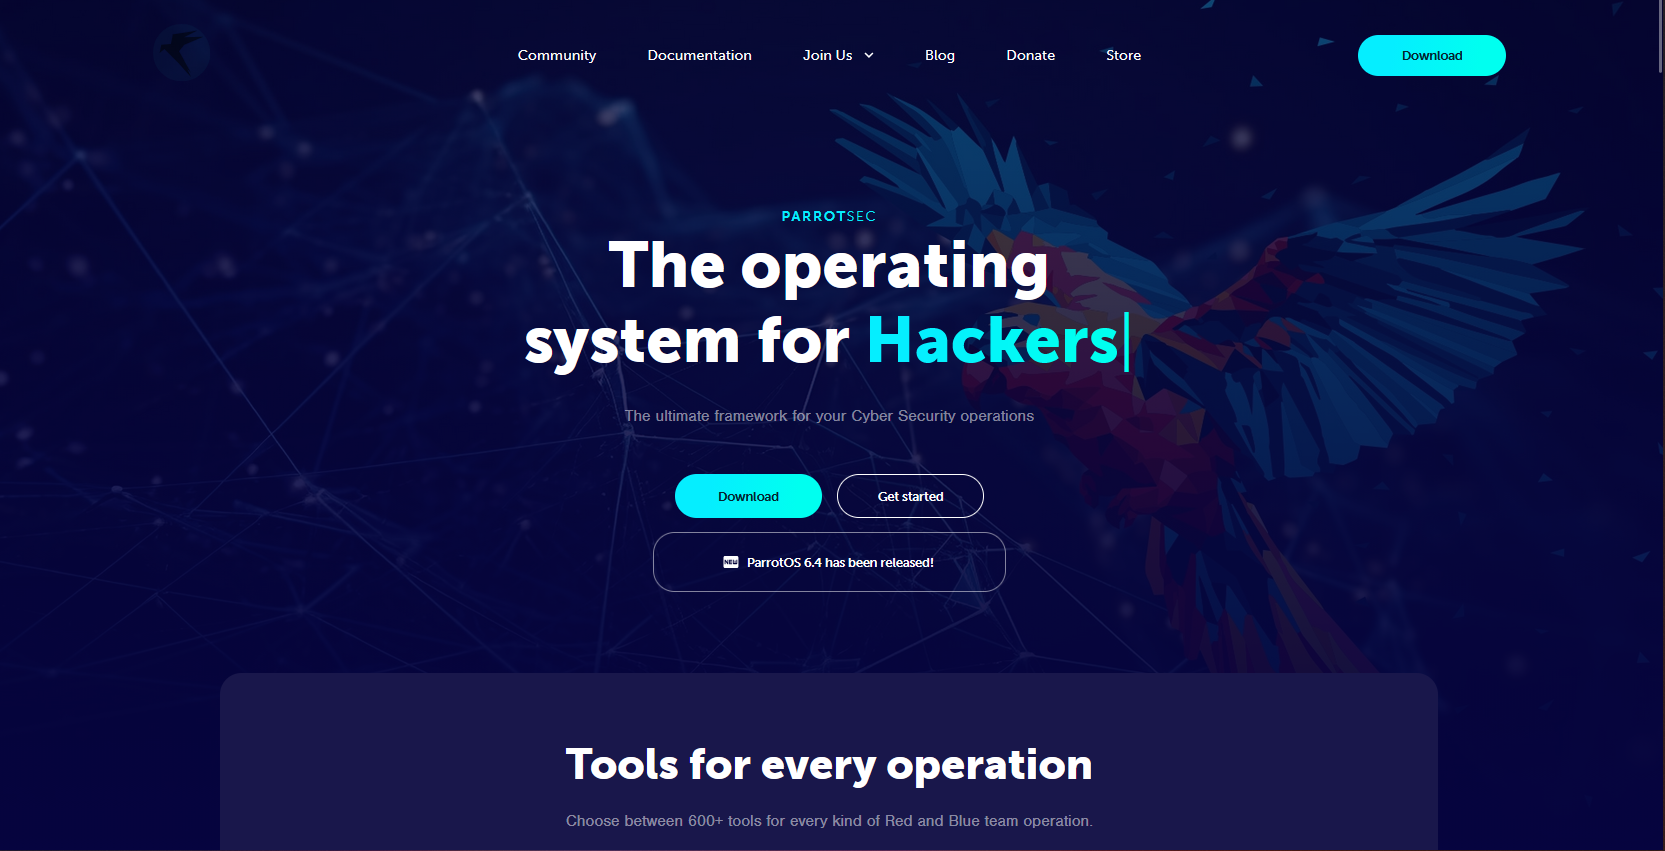 Community
Documentation
Join Us
Blog
Donate
Store
Download
PARROTSEC
The operating
system for Hackers|
The ultimate framework for your Cyber Security operations
Download
Get started
NEW ParrotOS 6.4 has been released!
Tools for every operation
Choose between 600+ tools for every kind of Red and Blue team operation.